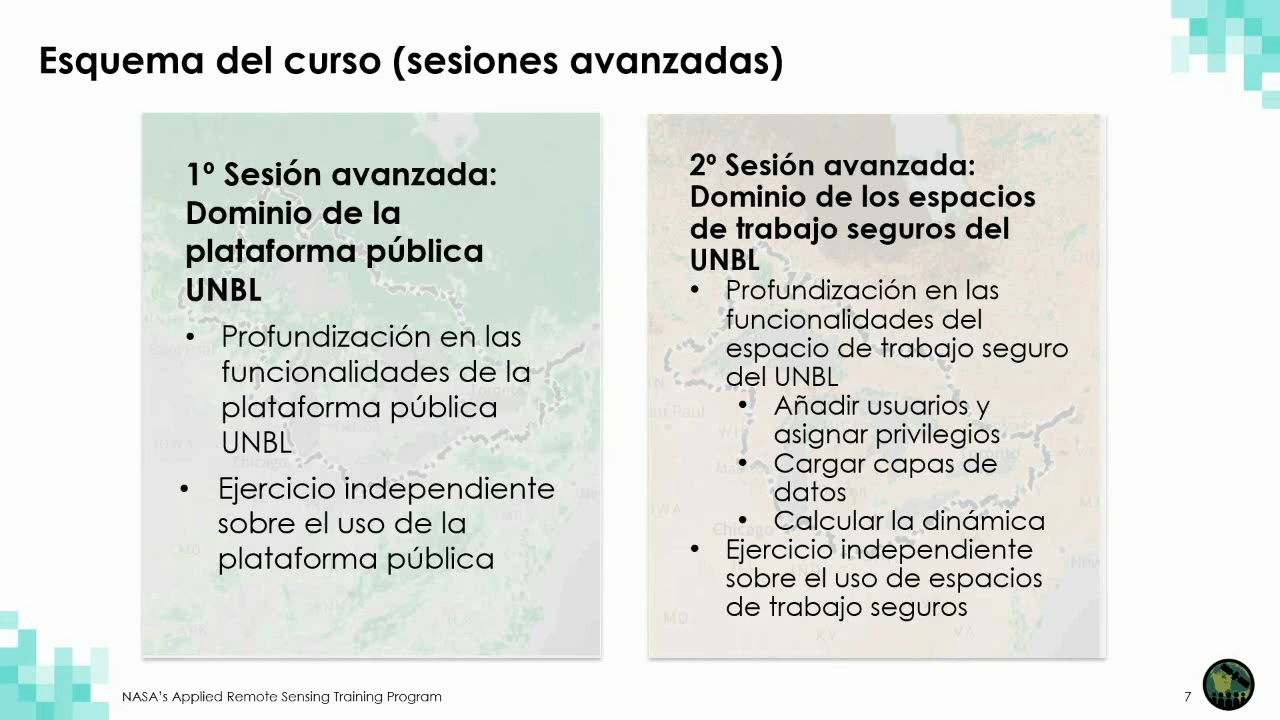 Esquema del curso (sesiones avanzadas)
1º Sesión avanzada:
Dominio de la
plataforma pública
UNBL
• Profundización en las
funcionalidades de la
plataforma pública
UNBL
• Ejercicio independiente
sobre el uso de la
plataforma pública
2º Sesión avanzada:
Dominio de los espacios
de trabajo seguros del
UNBL
• Profundización en las
funcionalidades del
espacio de trabajo seguro
del UNBL
• Añadir usuarios y
asignar privilegios
• Cargar capas de
datos
• Calcular la dinámica
• Ejercicio independiente
sobre el uso de espacios
de trabajo seguros
NASA's Applied Remote Sensing Training Program
7